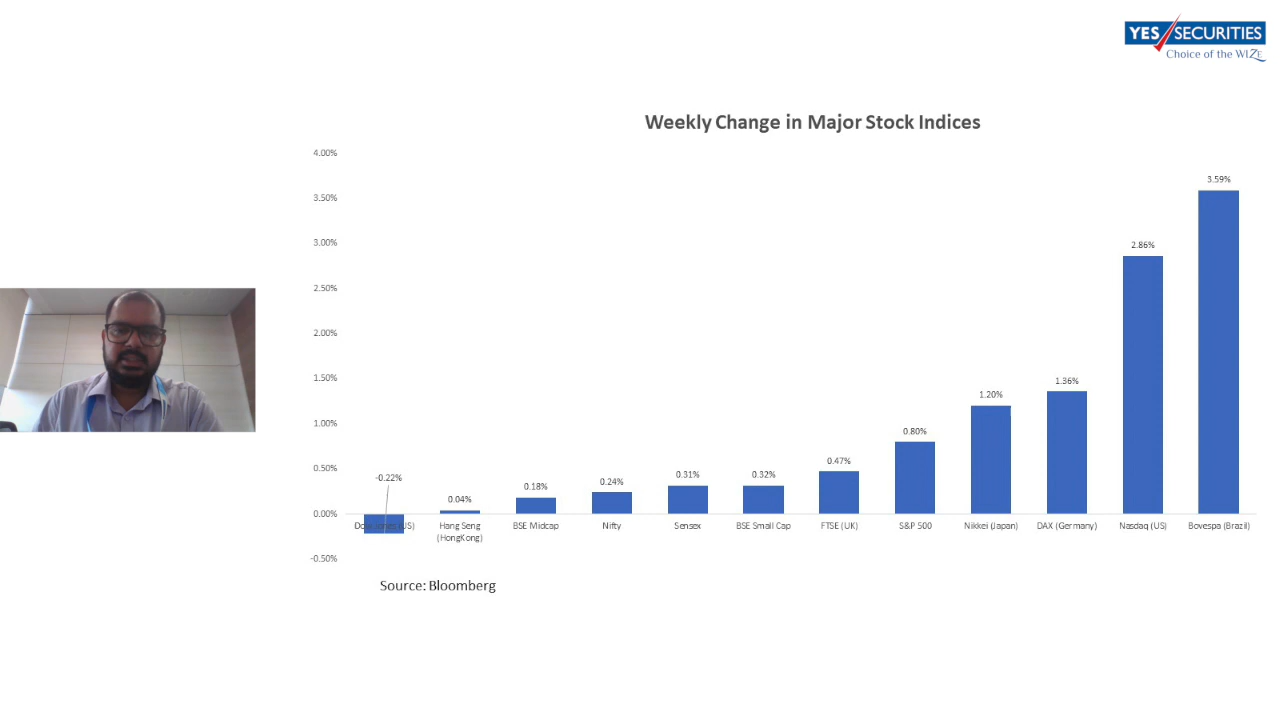 YES SECURITIES
Choice of the WIZE
Weekly Change in Major Stock Indices
4.00%
3.50%
3.00%
2.50%
2.00%
1.50%
1.00%
0.50%
0.00%
-0.50%
-0.22%
0.04%
0.18%
0.24%
0.31%
0.32%
0.47%
0.80%
1.20%
1.36%
2.86%
3.59%
Dow Jones (US)
Hang Seng
(HongKong)
BSE Midcap
Nifty
Sensex
BSE Small Cap
FTSE (UK)
S&P 500
Nikkei (Japan)
DAX (Germany)
Nasdaq (US)
Bovespa (Brazil)
Source: Bloomberg